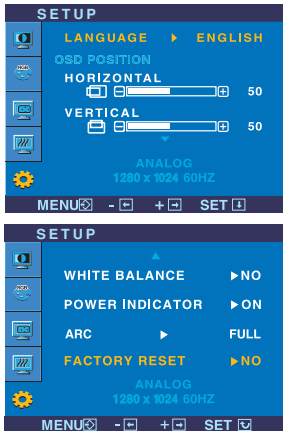 SETUP
LANGUAGE ENGLISH
OSD POSITION
HORIZONTAL
50
VERTICAL
50
ANALOG
1280 x 1024 60HZ
MENU - + SET
SETUP
WHITE BALANCE NO
POWER INDICATOR ON
ARC FULL
FACTORY RESET NO
ANALOG
1280 x 1024 60HZ
MENU - + SET